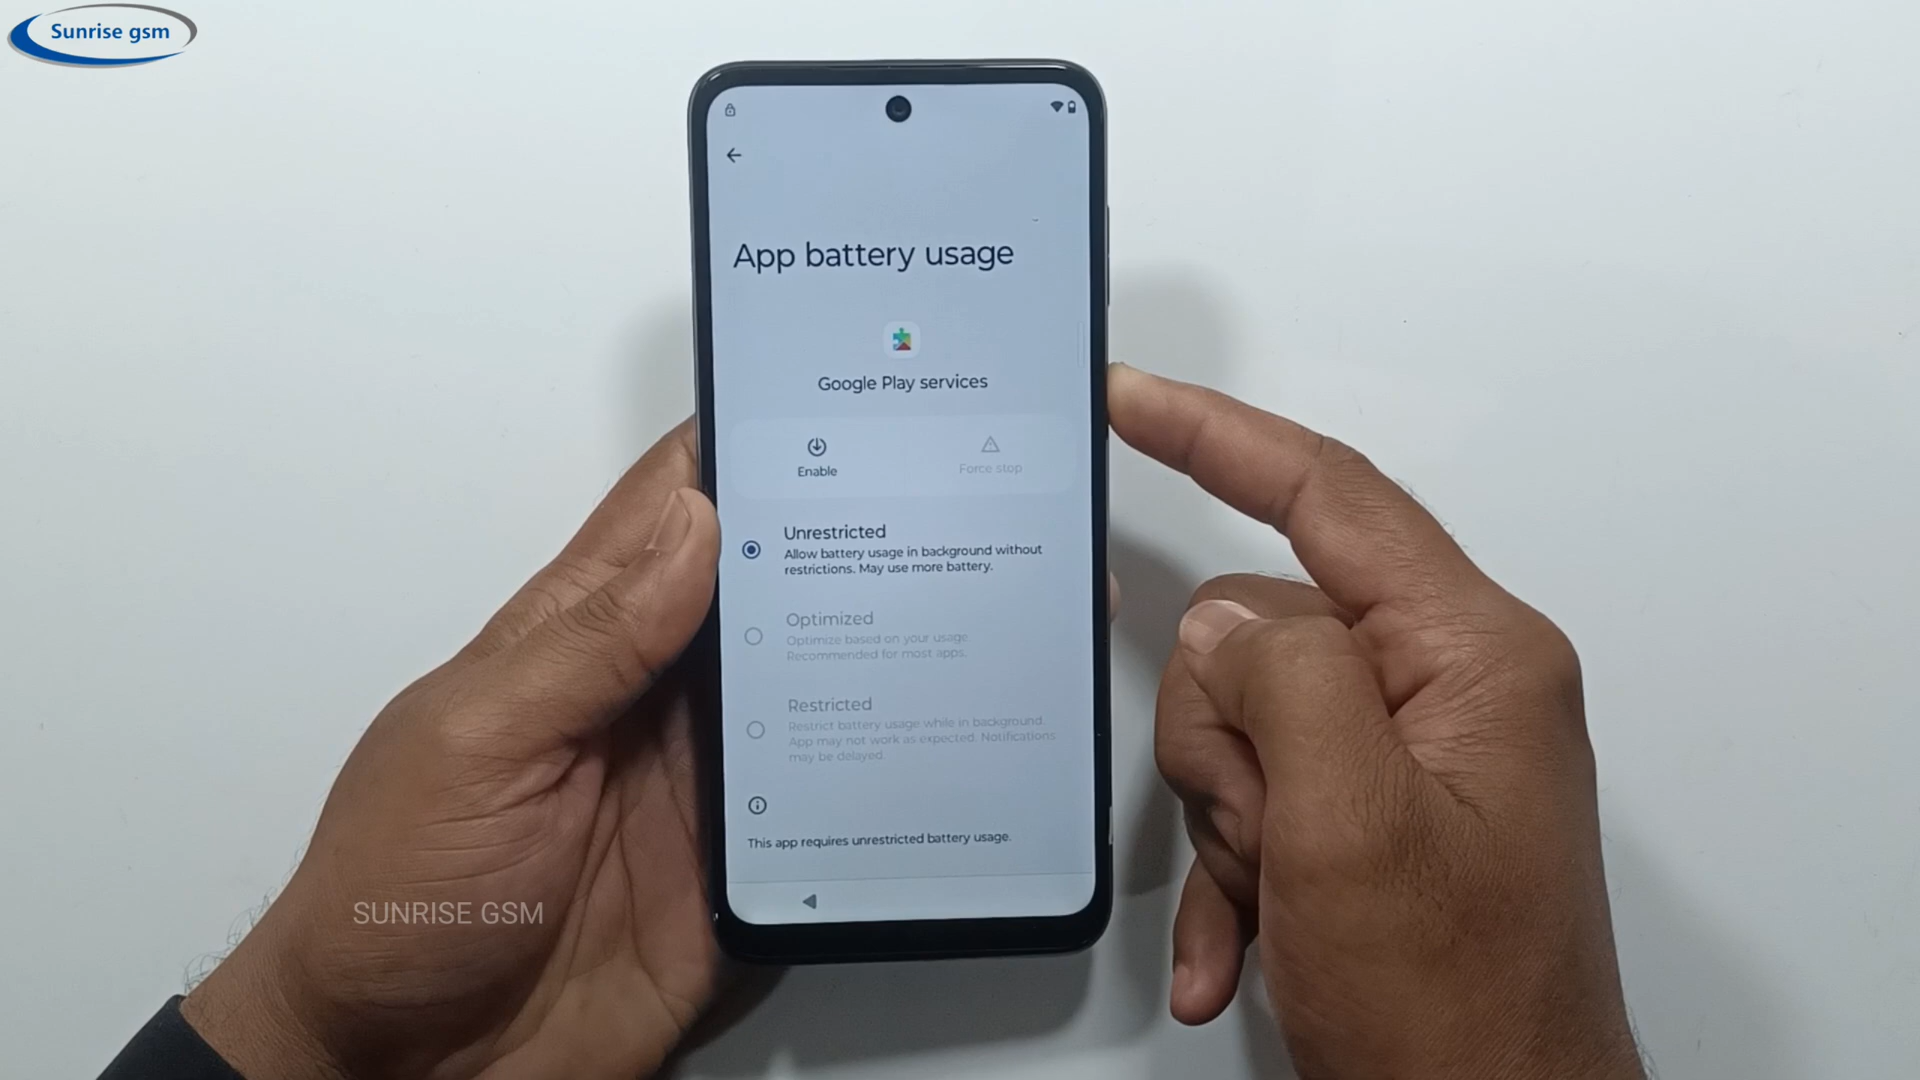 Sunrise gsm
App battery usage
Google Play services
Enable
Force stop
Unrestricted
Allow battery usage in background without
restrictions. May use more battery.
Optimized
Optimize based on your usage.
Recommended for most apps.
Restricted
Restrict battery usage while in background.
App may not work as expected. Notifications
may be delayed.
This app requires unrestricted battery usage.
SUNRISE GSM